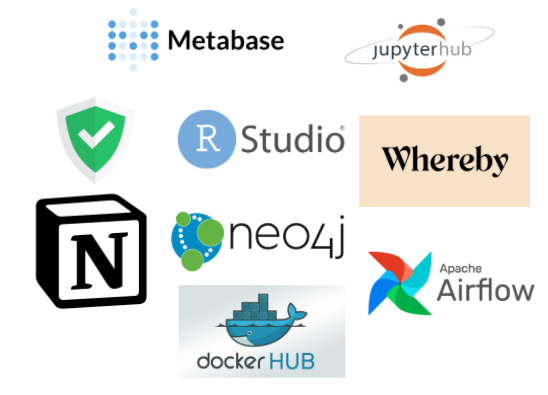 Metabase
jupyterhub
R Studio®
Whereby
N
neo4j
Apache
Airflow
docker HUB